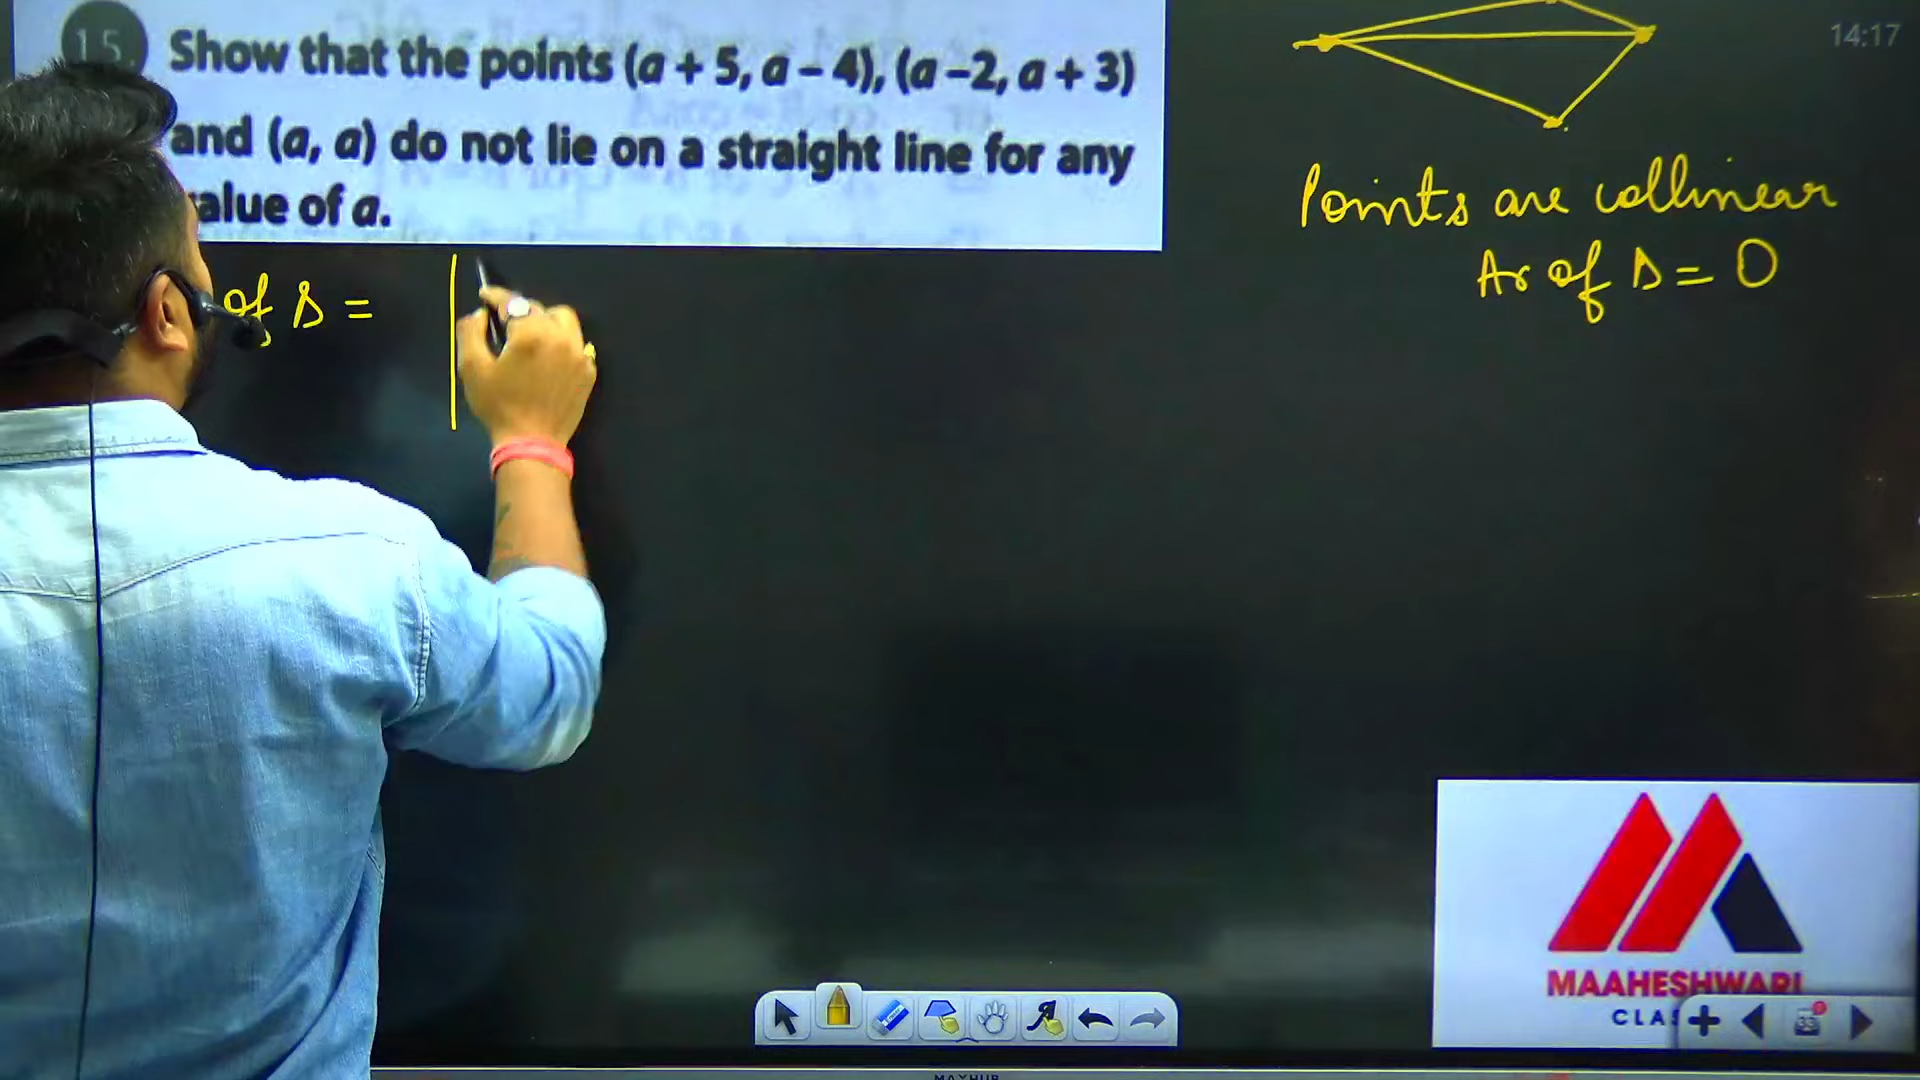 15. Show that the points (a + 5, a – 4), (a –2, a + 3)
and (a, a) do not lie on a straight line for any
value of a.
14:17
Points are collinear
Ar of Δ = 0
of Δ =
MAAHESHWARI
CLA